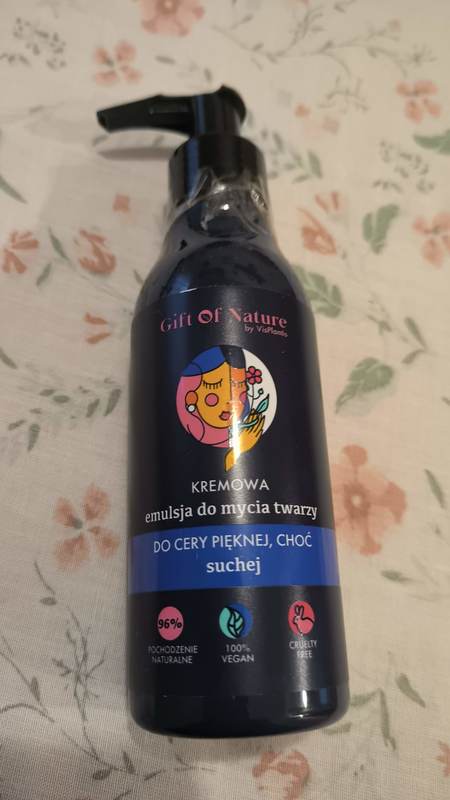 Gift Of Nature
by VisPlantis
KREMOWA
emulsja do mycia twarzy
DO CERY PIĘKNEJ, CHOĆ
suchej
96%
POCHODZENIE
NATURALNE
100%
VEGAN
CRUELTY
FREE